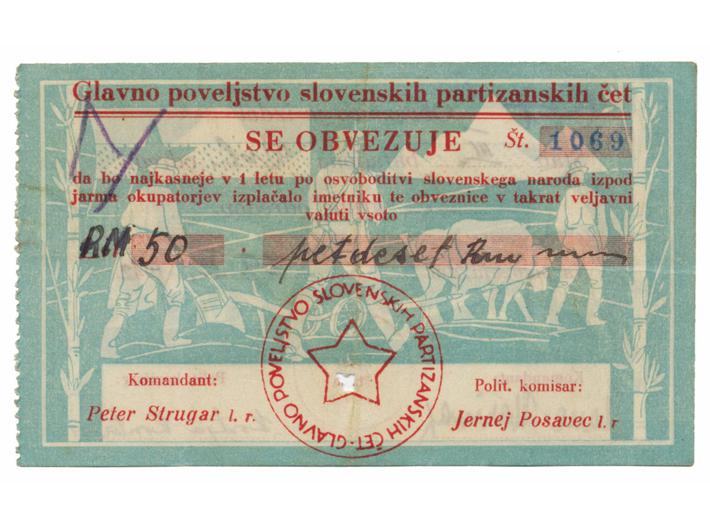 Glavno poveljstvo slovenskih partizanskih čet
SE OBVEZUJE
Št. 1069
da bo najkasneje v 1 letu po osvoboditvi slovenskega naroda izpod
jarma okupatorjev izplačalo imetniku te obveznice v takrat veljavni
valuti vsoto
RM 50 . petdeset
SLOVENSKIH PARTIZANSKIH ČET·GLAVNO POVELJSTVO
Komandant:
Peter Strugar l. r.
Polit. komisar:
Jernej Posavec l. r